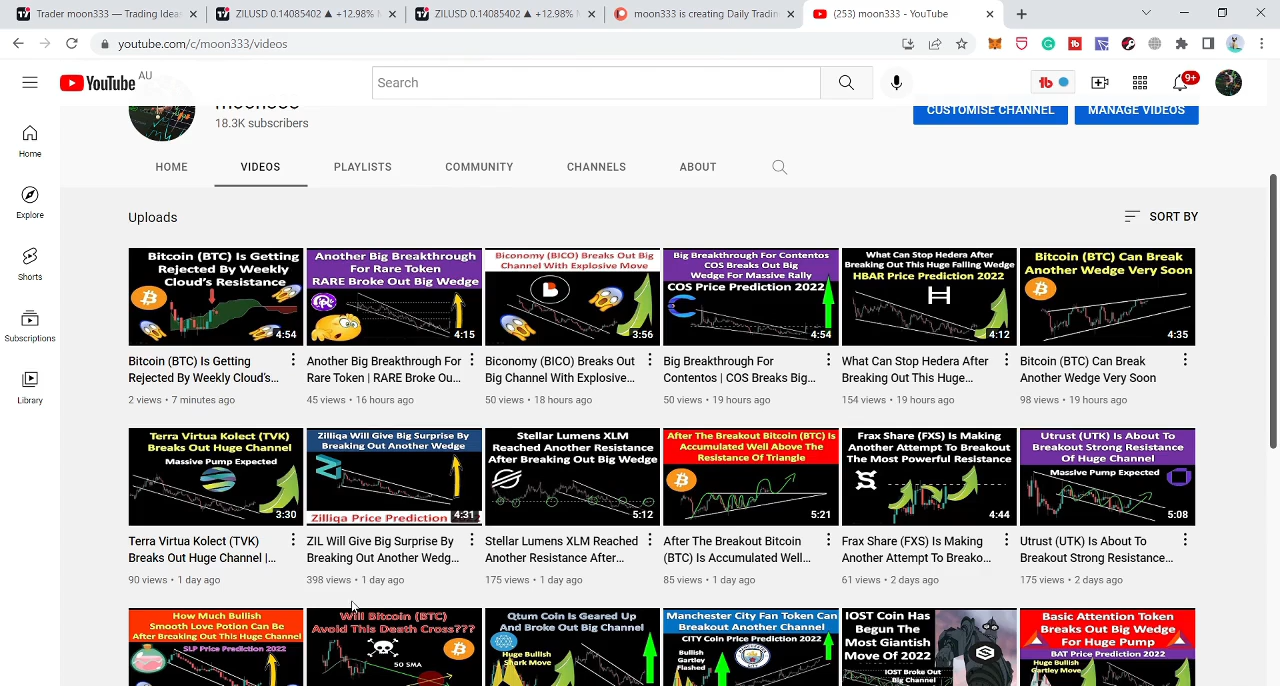 Trader moon333 — Trading Ideas
ZILUSD 0.14085402 ▲ +12.98%
ZILUSD 0.14085402 ▲ +12.98%
moon333 is creating Daily Tradin
(253) moon333 - YouTube
youtube.com/c/moon333/videos
YouTube AU
Search
9+
18.3K subscribers
CUSTOMISE CHANNEL
MANAGE VIDEOS
Home
Explore
Shorts
Subscriptions
Library
HOME VIDEOS PLAYLISTS COMMUNITY CHANNELS ABOUT
Uploads
SORT BY
Bitcoin (BTC) Is Getting
Rejected By Weekly
Cloud's Resistance
4:54
Another Big Breakthrough
For Rare Token
RARE Broke Out Big Wedge
4:15
Biconomy (BICO) Breaks Out Big
Channel With Explosive Move
3:56
Big Breakthrough For Contentos
COS Breaks Out Big
Wedge For Massive Rally
COS Price Prediction 2022
4:54
What Can Stop Hedera After
Breaking Out This Huge Falling Wedge
HBAR Price Prediction 2022
4:12
Bitcoin (BTC) Can Break
Another Wedge Very Soon
4:35
Bitcoin (BTC) Is Getting
Rejected By Weekly Cloud's...
2 views • 7 minutes ago
Another Big Breakthrough For
Rare Token | RARE Broke Ou...
45 views • 16 hours ago
Biconomy (BICO) Breaks Out
Big Channel With Explosive...
50 views • 18 hours ago
Big Breakthrough For
Contentos | COS Breaks Big...
50 views • 19 hours ago
What Can Stop Hedera After
Breaking Out This Huge...
154 views • 19 hours ago
Bitcoin (BTC) Can Break
Another Wedge Very Soon
98 views • 19 hours ago
Terra Virtua Kolect (TVK)
Breaks Out Huge Channel
Massive Pump Expected
3:30
Zilliqa Will Give Big Surprise By
Breaking Out Another Wedge
Zilliqa Price Prediction
4:31
Stellar Lumens XLM
Reached Another Resistance
After Breaking Out Big Wedge
5:12
After The Breakout Bitcoin (BTC) Is
Accumulated Well Above The
Resistance Of Triangle
5:21
Frax Share (FXS) Is Making
Another Attempt To Breakout
The Most Powerful Resistance
4:44
Utrust (UTK) Is About To
Breakout Strong Resistance
Of Huge Channel
Massive Pump Expected
5:08
Terra Virtua Kolect (TVK)
Breaks Out Huge Channel |...
90 views • 1 day ago
ZIL Will Give Big Surprise By
Breaking Out Another Wedg...
398 views • 1 day ago
Stellar Lumens XLM Reached
Another Resistance After...
175 views • 1 day ago
After The Breakout Bitcoin
(BTC) Is Accumulated Well...
85 views • 1 day ago
Frax Share (FXS) Is Making
Another Attempt To Breako...
61 views • 2 days ago
Utrust (UTK) Is About To
Breakout Strong Resistance...
175 views • 2 days ago
How Much Bullish
Smooth Love Potion Can Be
After Breaking Out This Huge Channel
SLP Price Prediction 2022
Will Bitcoin (BTC)
Avoid This Death Cross???
50 SMA
Qtum Coin Is Geared Up
And Broke Out Big Channel
Huge Bullish
Shark Move
Manchester City Fan Token Can
Breakout Another Channel
CITY Coin Price Prediction 2022
Bullish
Gartley
Flashed
IOST Coin Has
Begun The
Most Giantish
Move Of 2022
IOST Broke Out
Big Channel
Basic Attention Token
Breaks Out Big Wedge
For Huge Pump
BAT Price Prediction 2022
Huge Bullish
Gartley Move